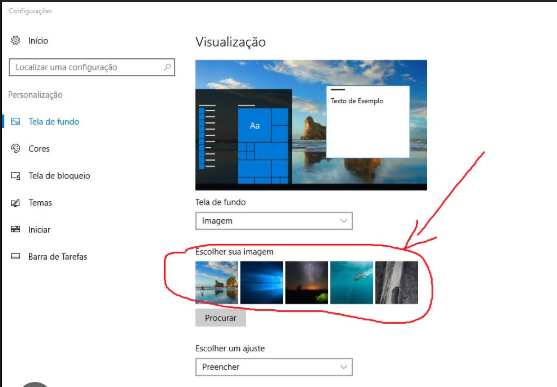 Configurações
Início
Localizar uma configuração
Personalização
Tela de fundo
Cores
Tela de bloqueio
Temas
Iniciar
Barra de Tarefas
Visualização
Texto de Exemplo
Aa
Tela de fundo
Imagem
Escolher sua imagem
Procurar
Escolher um ajuste
Preencher